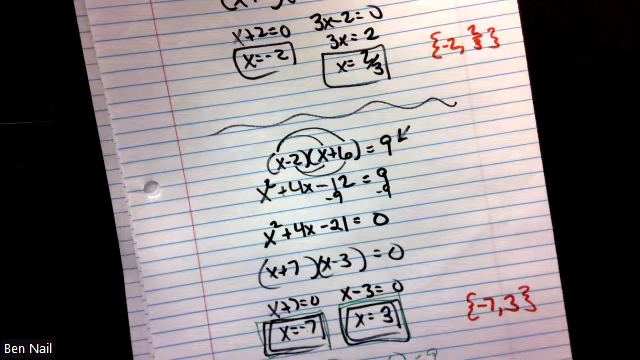 x+2=0 3x-2=0
3x=2
x=-2 x=2/3 {-2, 2/3}
(x-2)(x+6)=9
x²+4x-12=9
-9 -9
x²+4x-21=0
(x+7)(x-3)=0
x+7=0 x-3=0
x=-7 x=3 {-7,3}
Ben Nail